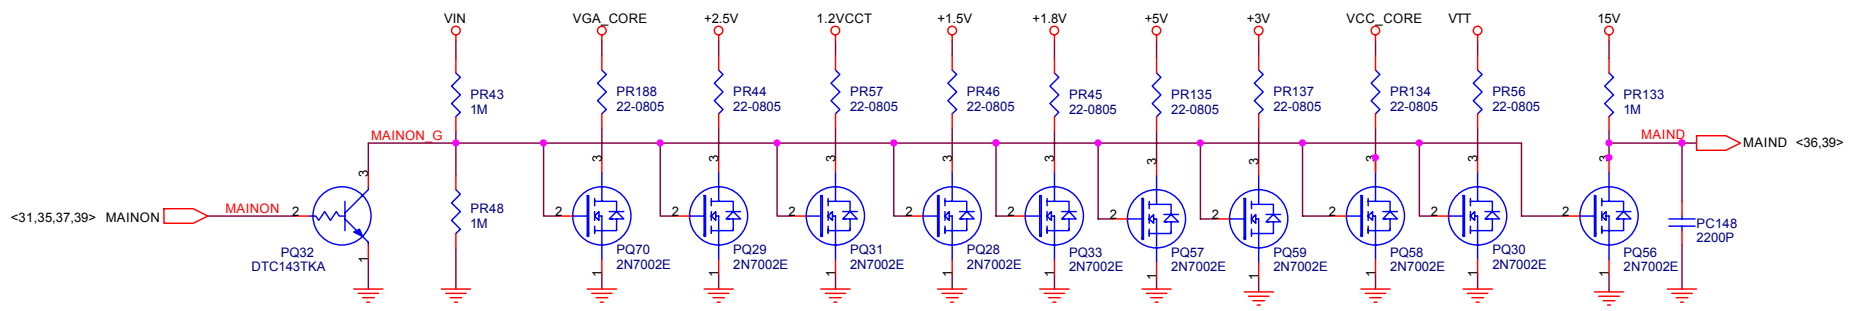 VIN
VGA_CORE
+2.5V
1.2VCCT
+1.5V
+1.8V
+5V
+3V
VCC_CORE
VTT
15V
PR43
1M
PR188
22-0805
PR44
22-0805
PR57
22-0805
PR46
22-0805
PR45
22-0805
PR135
22-0805
PR137
22-0805
PR134
22-0805
PR56
22-0805
PR133
1M
MAINON_G
MAIND
MAIND <36,39>
3
3
3
3
3
3
3
3
3
3
3
<31,35,37,39> MAINON
MAINON
2
2
2
2
2
2
2
2
2
2
2
PR48
1M
PQ32
DTC143TKA
PQ70
2N7002E
PQ29
2N7002E
PQ31
2N7002E
PQ28
2N7002E
PQ33
2N7002E
PQ57
2N7002E
PQ59
2N7002E
PQ58
2N7002E
PQ30
2N7002E
PQ56
2N7002E
PC148
2200P
1
1
1
1
1
1
1
1
1
1
1